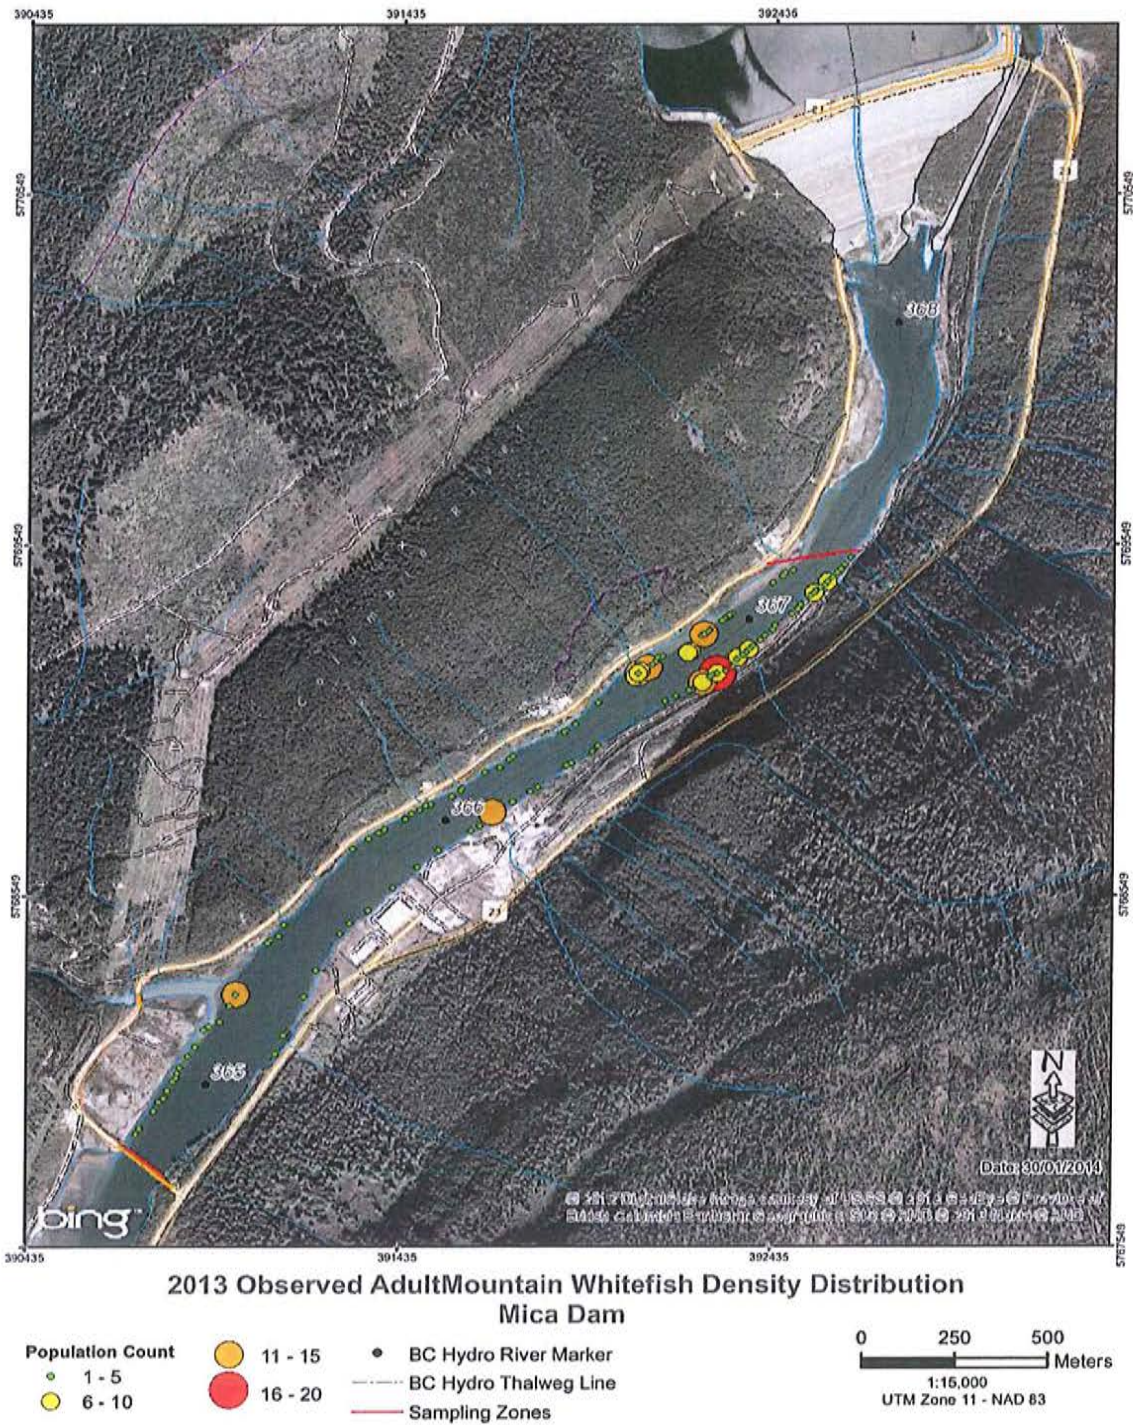 390435
391435
392436
5770549
5770549
23
368
5769549
5769549
367
366
5768549
5768549
23
365
N
Date: 30/01/2014
bing
5767549
390435
391435
392435
2013 Observed AdultMountain Whitefish Density Distribution
Mica Dam
Population Count
1 - 5
6 - 10
11 - 15
16 - 20
BC Hydro River Marker
BC Hydro Thalweg Line
Sampling Zones
0 250 500
Meters
1:15,000
UTM Zone 11 - NAD 83